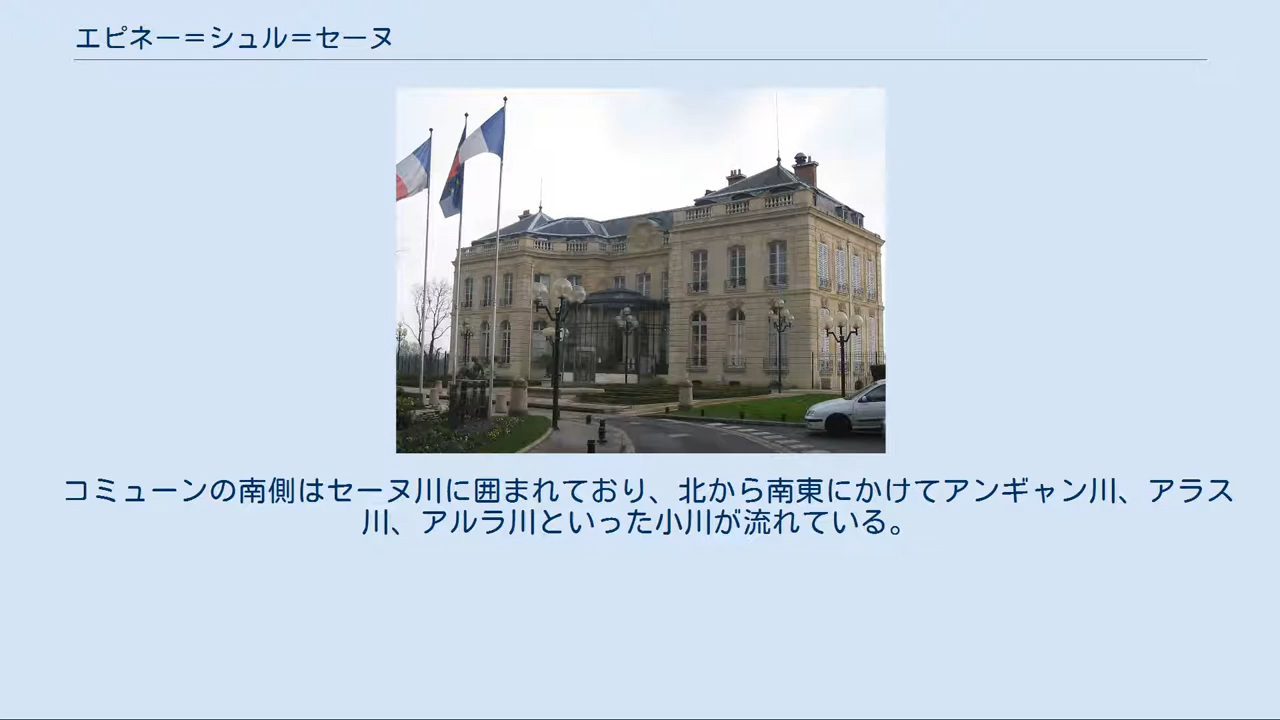 エピネー＝シュル＝セーヌ
コミューンの南側はセーヌ川に囲まれており、北から南東にかけてアンギャン川、アラス
川、アルラ川といった小川が流れている。